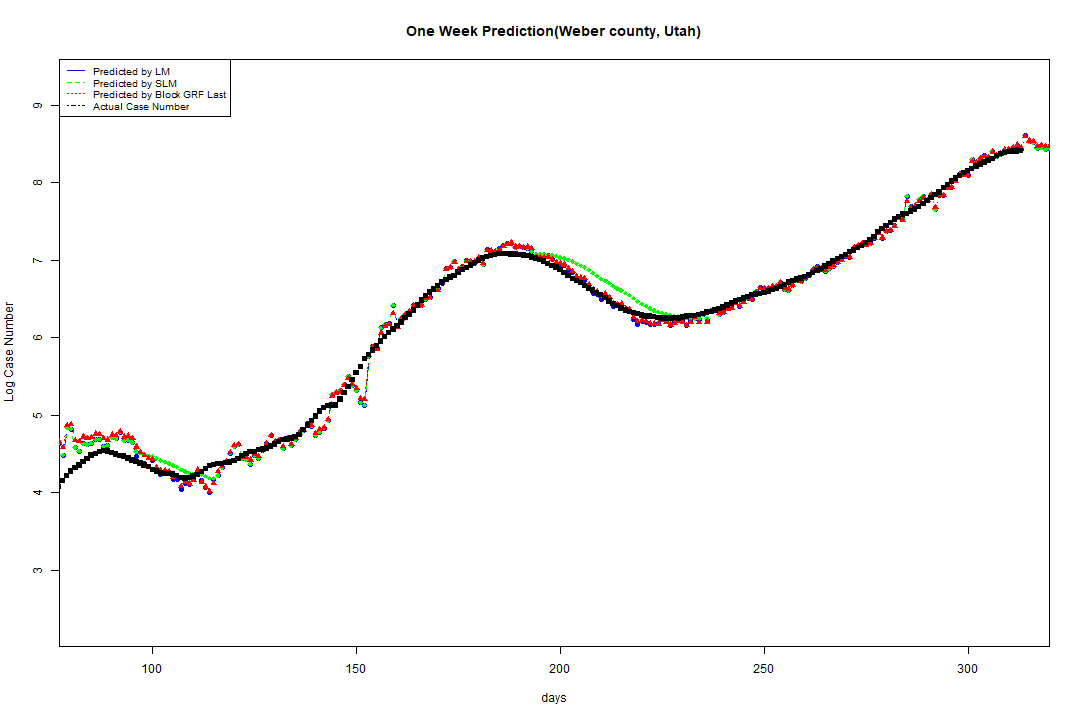 One Week Prediction(Weber county, Utah)
Predicted by LM
Predicted by SLM
Predicted by Block GRF Last
Actual Case Number
9
8
7
6
5
4
3
Log Case Number
100 150 200 250 300
days